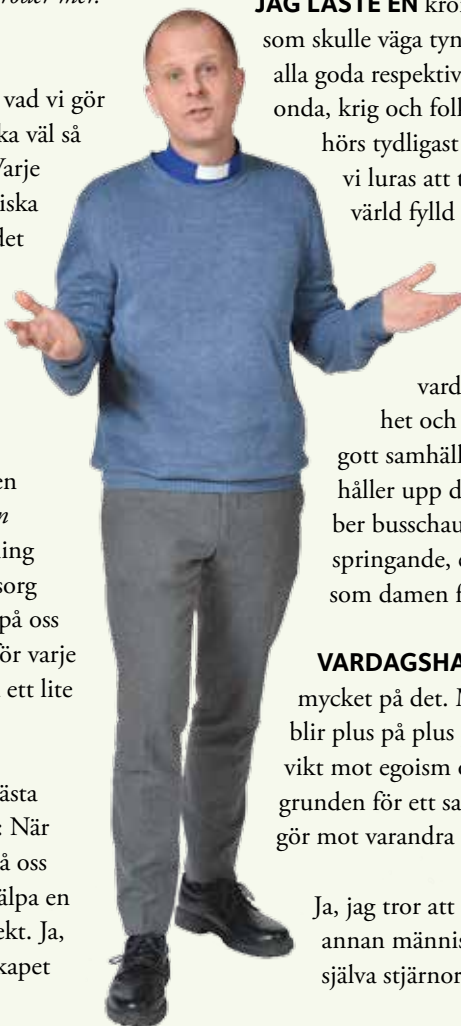 roder mer.
vad vi gör
ka väl så
Varje
iska
det
en
n
ing
sorg
på oss
för varje
ett lite
ästa
: När
å oss
älpa en
ekt. Ja,
kapet
JAG LÄSTE EN krön
som skulle väga tyn
alla goda respektiv
onda, krig och folk
hörs tydligast
vi luras att t
värld fylld
vard
het och
gott samhäll
håller upp d
ber busschau
springande, d
som damen f
VARDAGSHA
mycket på det. M
blir plus på plus
vikt mot egoism o
grunden för ett sa
gör mot varandra
Ja, jag tror att
annan människ
själva stjärnor